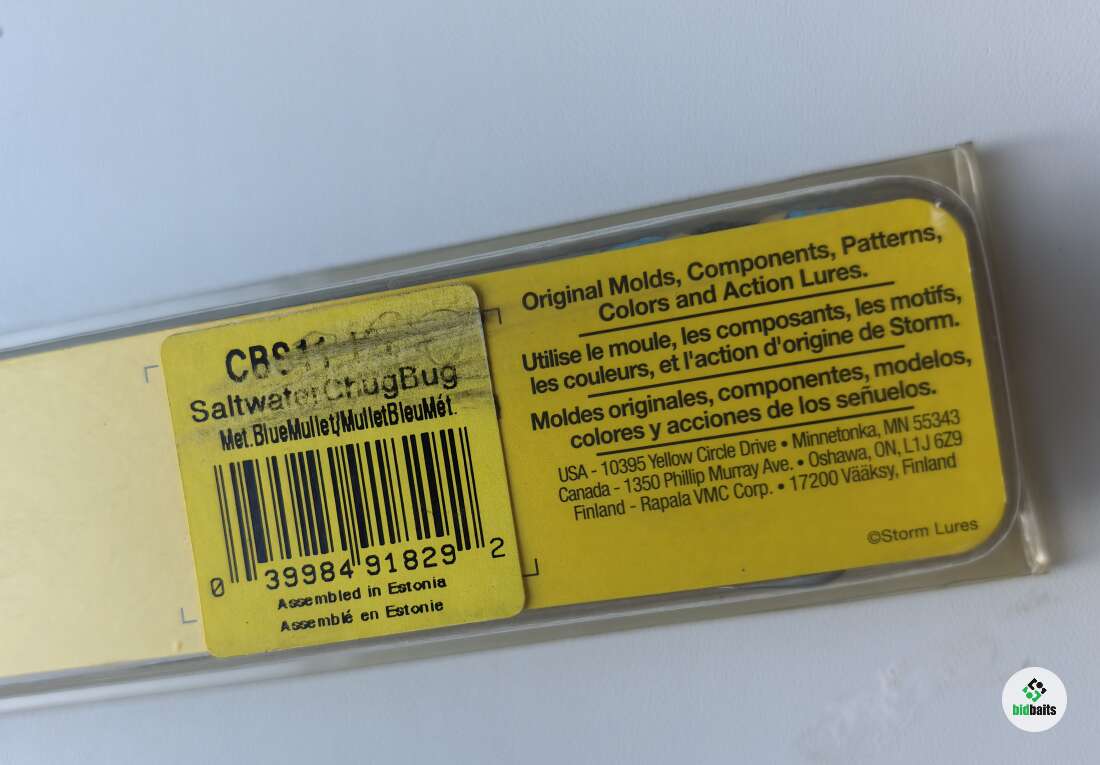 SaltwaterChugBug
Met.BlueMullet/MulletBleuMét.
0 39984 91829 2
Assembled in Estonia
Assemblé en Estonie
Original Molds, Components, Patterns,
Colors and Action Lures.
Utilise le moule, les composants, les motifs,
les couleurs, et l'action d'origine de Storm.
Moldes originales, componentes, modelos,
colores y acciones de los señuelos.
USA - 10395 Yellow Circle Drive • Minnetonka, MN 55343
Canada - 1350 Phillip Murray Ave. • Oshawa, ON, L1J 6Z9
Finland - Rapala VMC Corp. • 17200 Vääksy, Finland
©Storm Lures
bidbaits